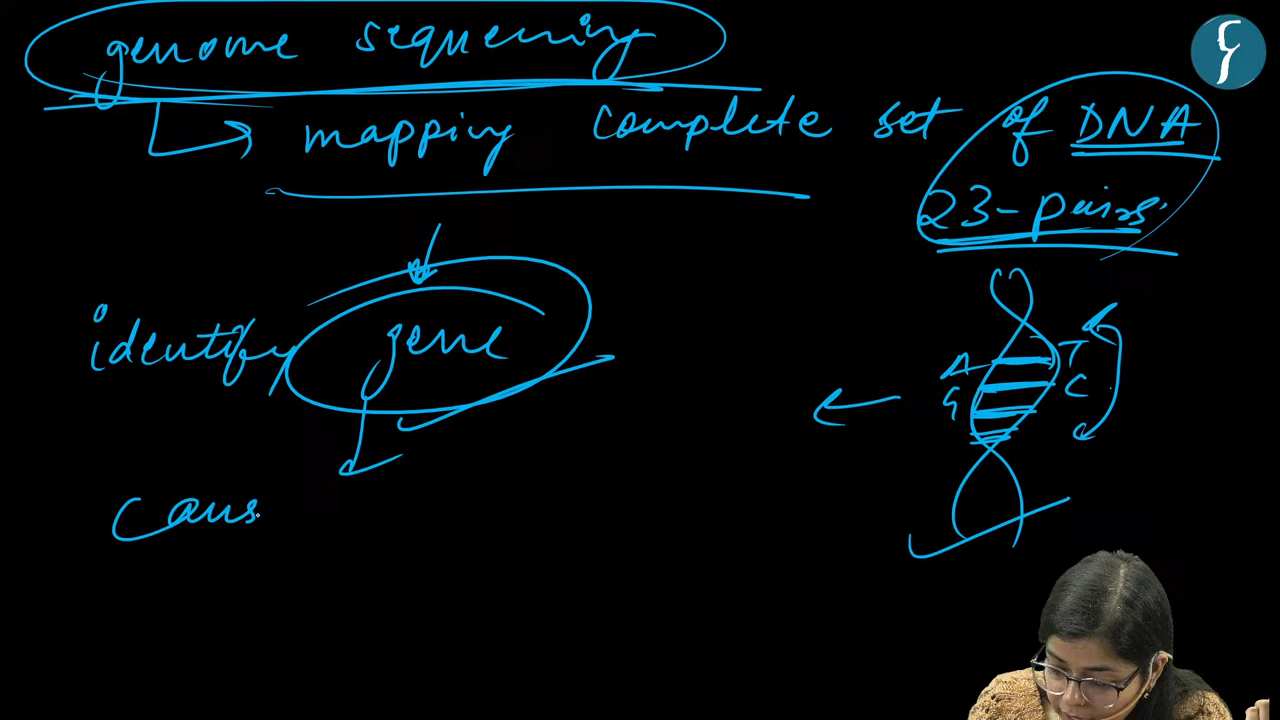 genome sequencing
mapping complete set of DNA
23-pairs.
identify gene
A T
G C
caus